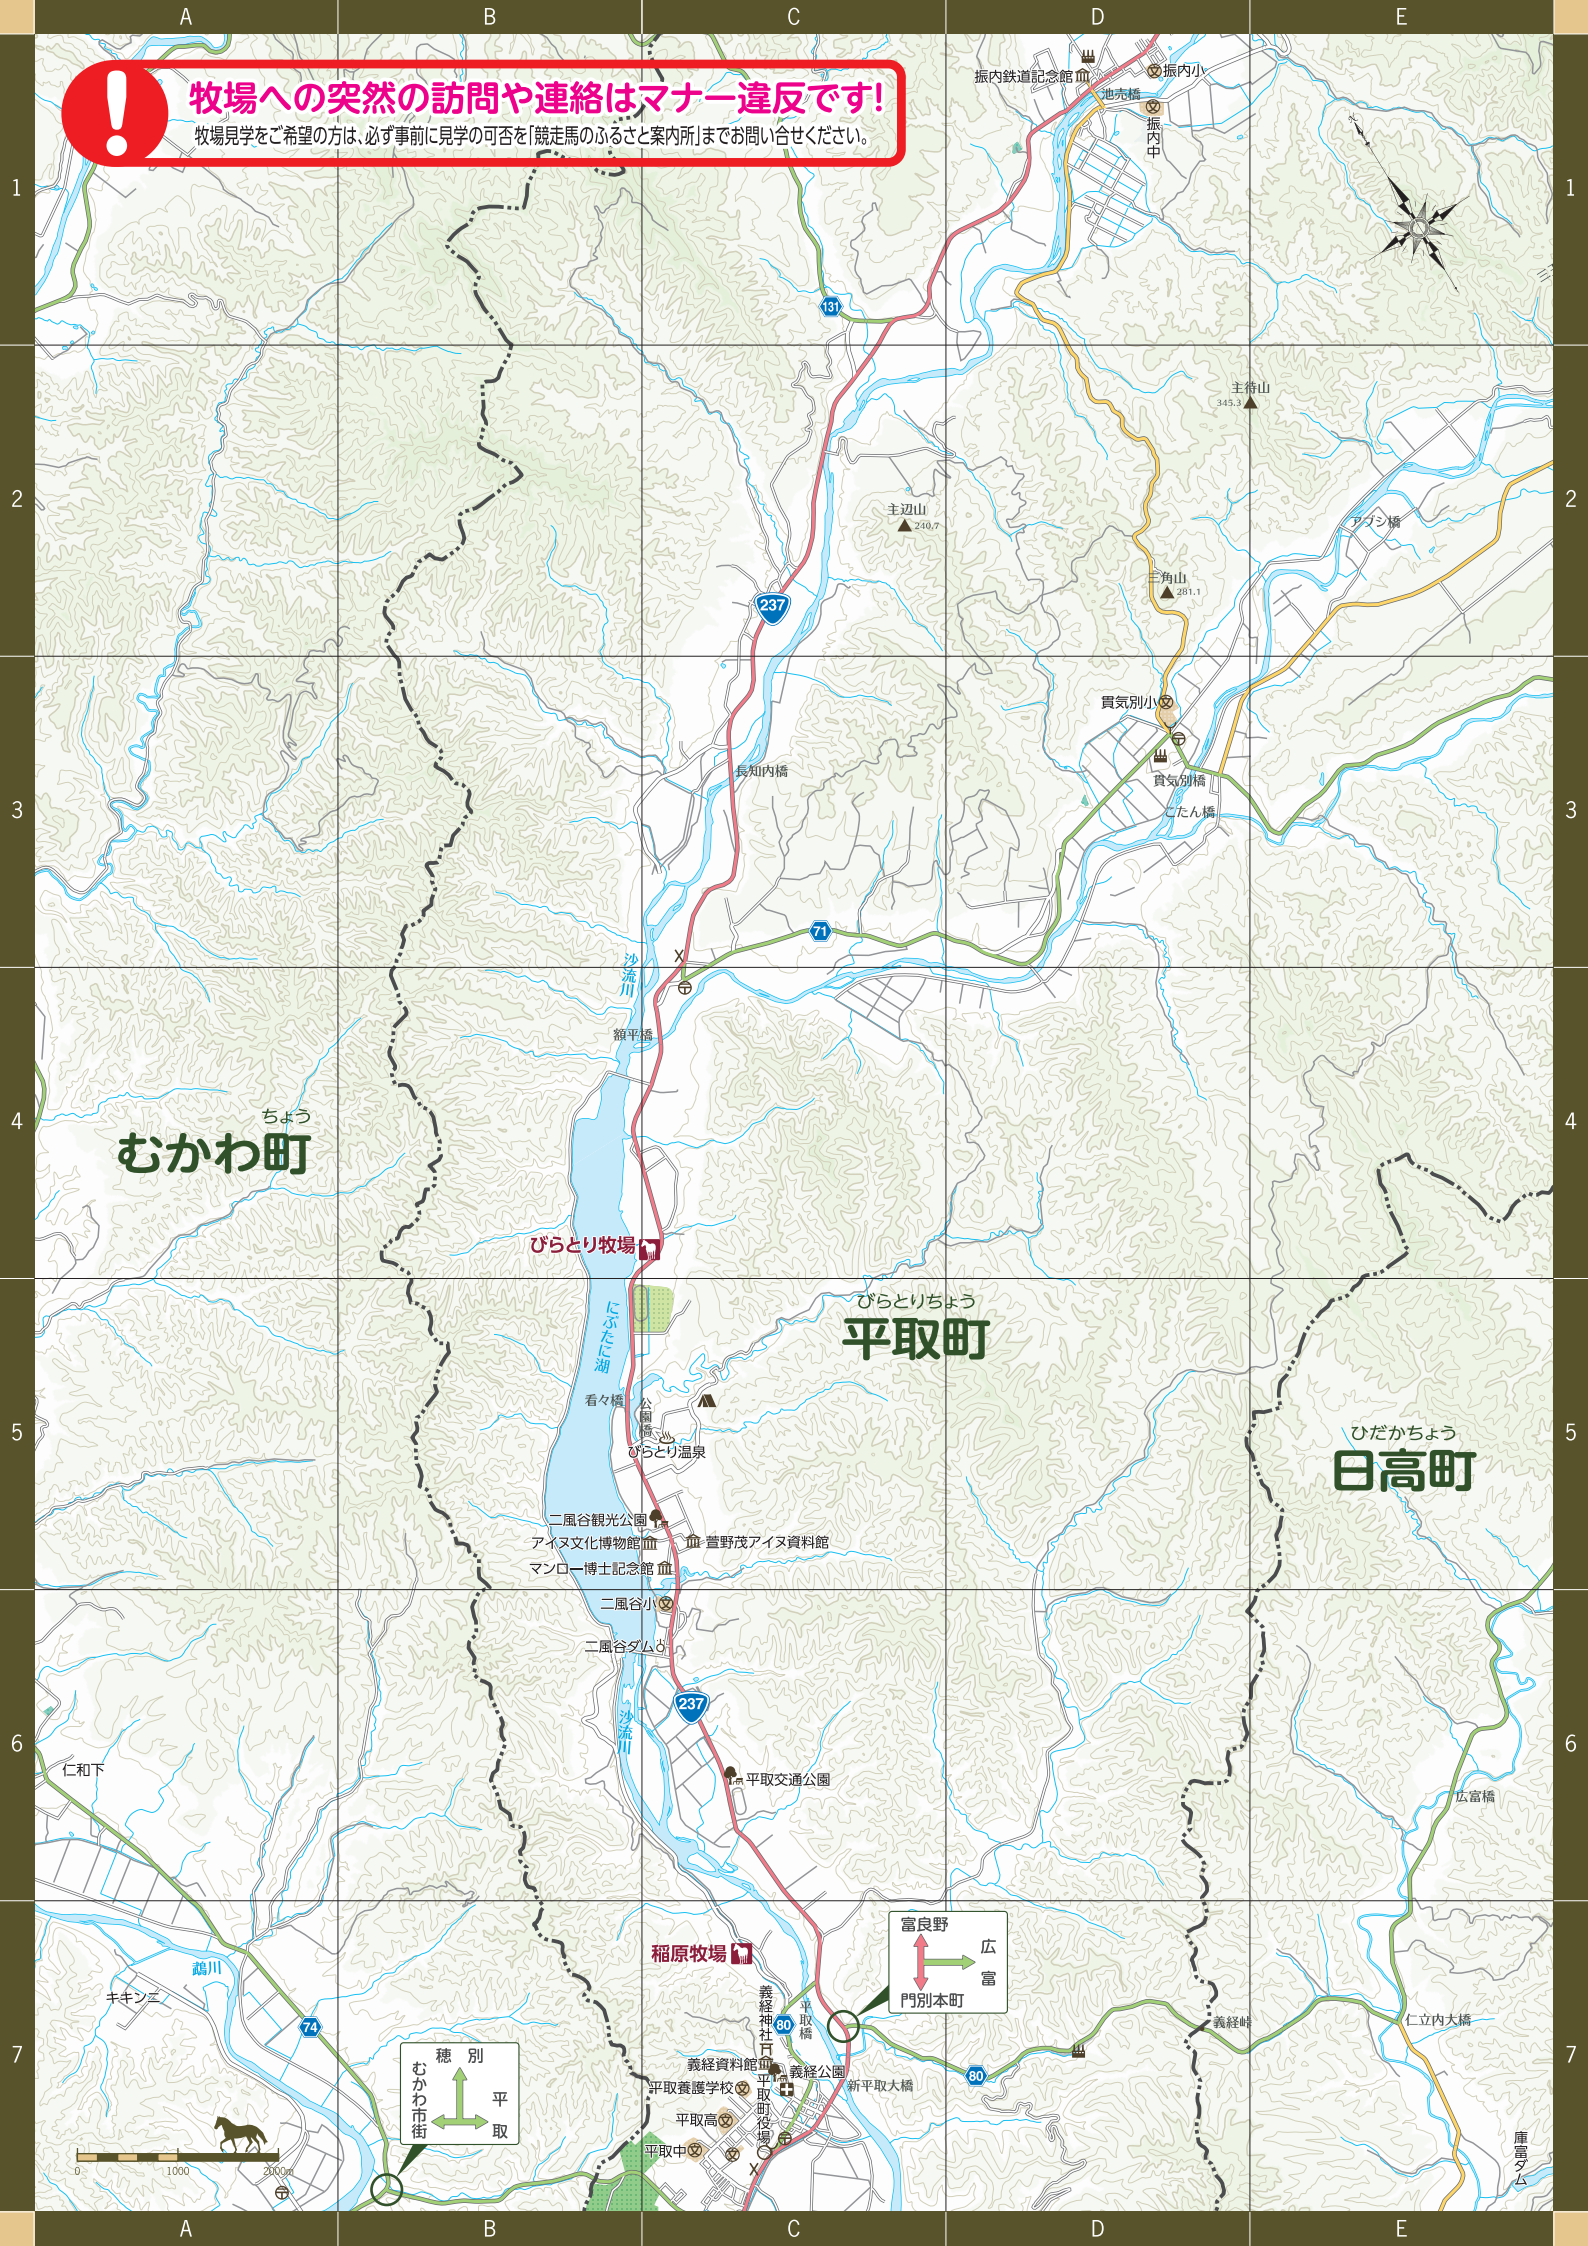 A B C D E
牧場への突然の訪問や連絡はマナー違反です!
牧場見学をご希望の方は、必ず事前に見学の可否を「競走馬のふるさと案内所」までお問い合せください。
振内鉄道記念館
振内小
池売橋
振内中
1
1
131
主待山
345.3
2
2
主辺山
240.7
アブシ橋
三角山
281.1
237
貫気別小
長知内橋
貫気別橋
こたん橋
3
3
71
沙流川
額平橋
4
4
ちょう
むかわ町
びらとり牧場
びらとりちょう
平取町
にぶたに湖
看々橋
公園橋
びらとり温泉
5
5
ひだかちょう
日高町
二風谷観光公園
アイヌ文化博物館
萱野茂アイヌ資料館
マンロー博士記念館
二風谷小
二風谷ダム
237
沙流川
6
6
仁和下
平取交通公園
広富橋
富良野
広富
門別本町
稲原牧場
鵡川
キキンニ
義経神社
平取橋
80
74
義経峠
仁立内大橋
7
7
穂別
むかわ市街
平取
義経資料館
義経公園
80
平取養護学校
平取町役場
新平取大橋
平取高
平取中
庫富ダム
0 1000 2000m
A B C D E